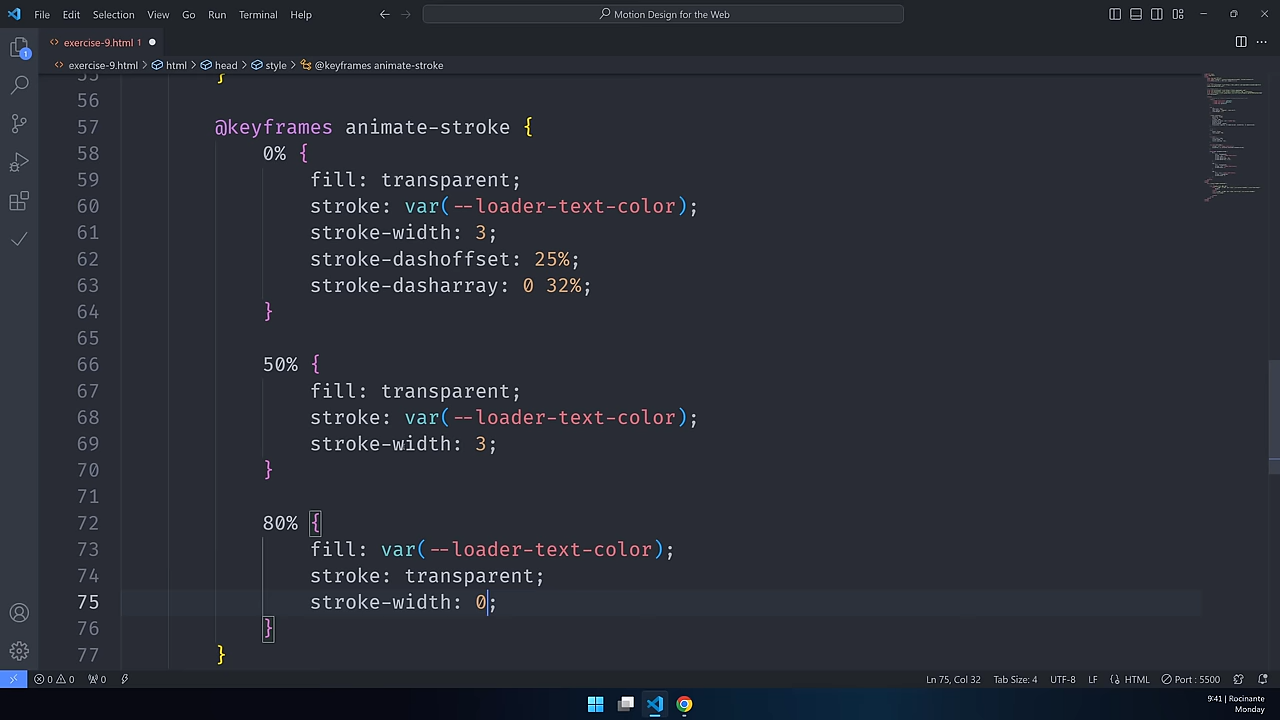 File Edit Selection View Go Run Terminal Help Motion Design for the Web
exercise-9.html 1
exercise-9.html html head style @keyframes animate-stroke
55 }
56
57 @keyframes animate-stroke {
58 0% {
59 fill: transparent;
60 stroke: var(--loader-text-color);
61 stroke-width: 3;
62 stroke-dashoffset: 25%;
63 stroke-dasharray: 0 32%;
64 }
65
66 50% {
67 fill: transparent;
68 stroke: var(--loader-text-color);
69 stroke-width: 3;
70 }
71
72 80% {
73 fill: var(--loader-text-color);
74 stroke: transparent;
75 stroke-width: 0;
76 }
77 }
1
0 0 0 Ln 75, Col 32 Tab Size: 4 UTF-8 LF HTML Port : 5500
9:41 | Rocinante
Monday